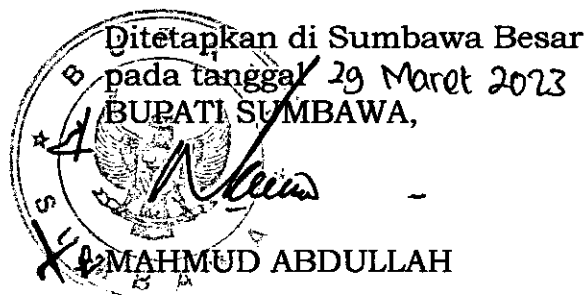 Ditetapkan di Sumbawa Besar
pada tanggal 29 Maret 2023
BUPATI SUMBAWA,
MAHMUD ABDULLAH